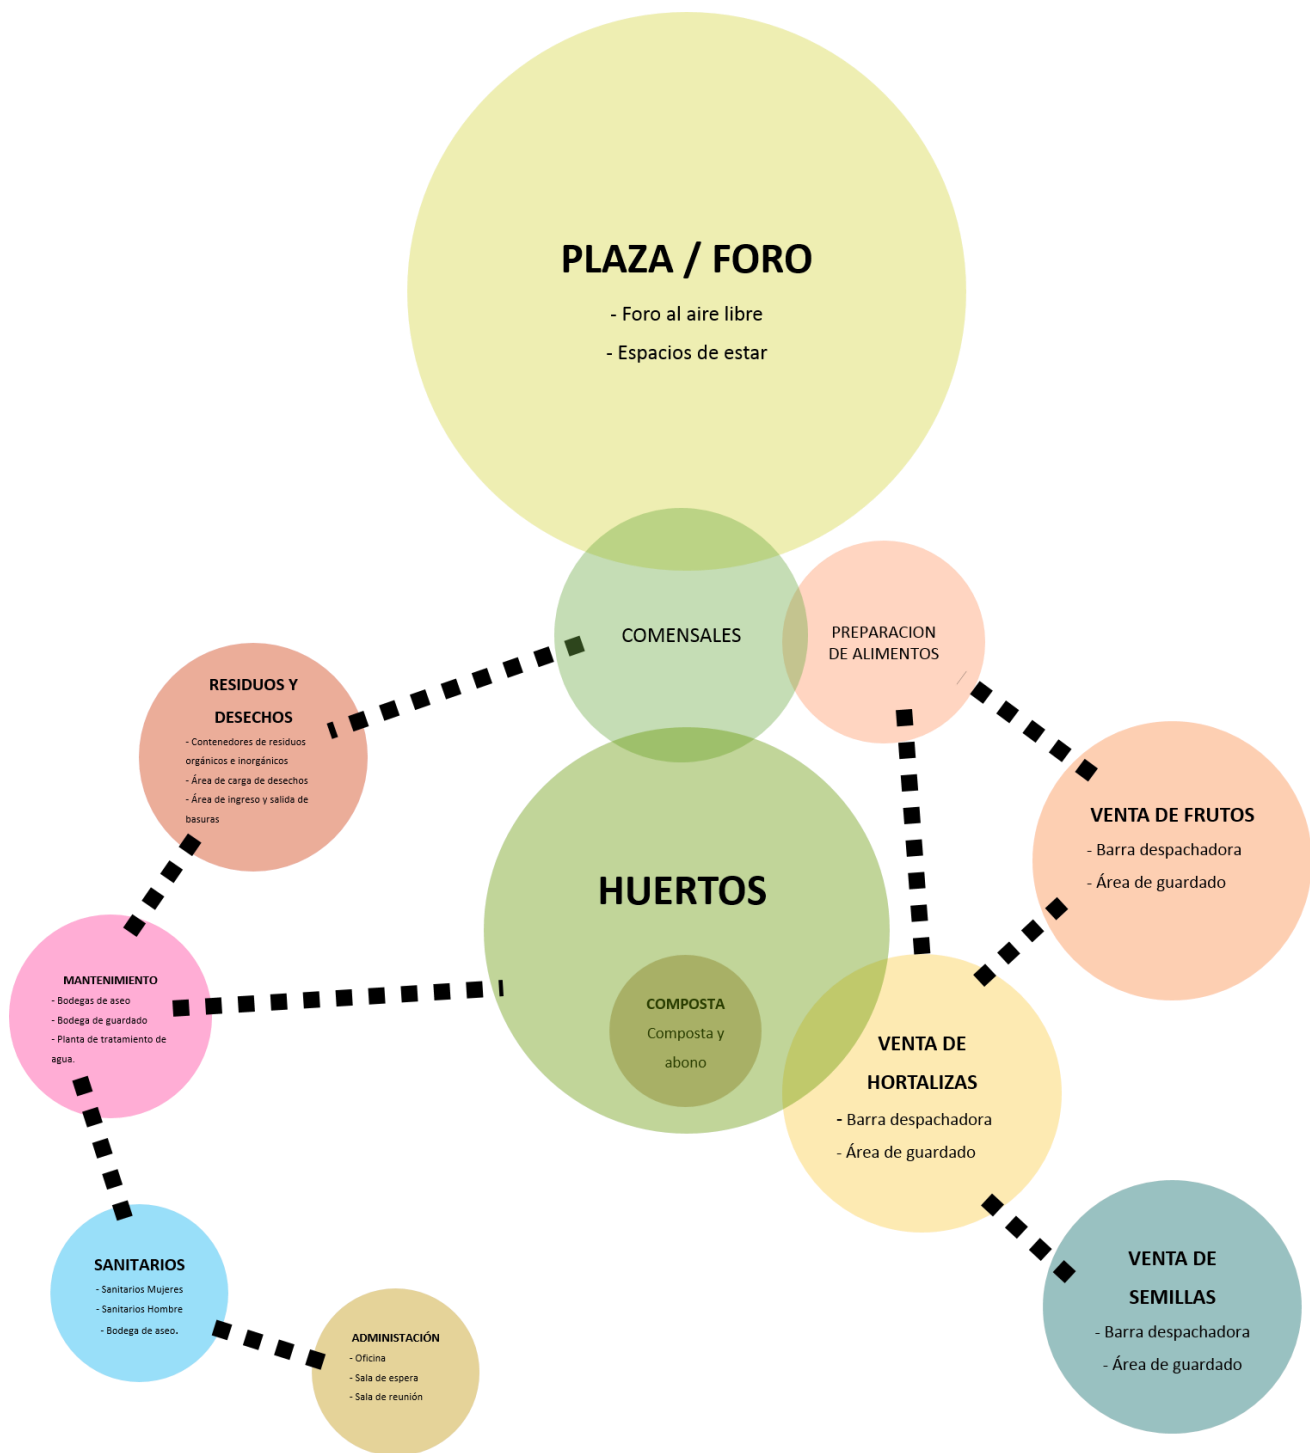 PLAZA / FORO
- Foro al aire libre
- Espacios de estar
COMENSALES
PREPARACION
DE ALIMENTOS
RESIDUOS Y
DESECHOS
- Contenedores de residuos
orgánicos e inorgánicos
- Área de carga de desechos
- Área de ingreso y salida de
basuras
VENTA DE FRUTOS
- Barra despachadora
- Área de guardado
HUERTOS
COMPOSTA
Composta y
abono
MANTENIMIENTO
- Bodegas de aseo
- Bodega de guardado
- Planta de tratamiento de
agua.
VENTA DE
HORTALIZAS
- Barra despachadora
- Área de guardado
SANITARIOS
- Sanitarios Mujeres
- Sanitarios Hombre
- Bodega de aseo.
VENTA DE
SEMILLAS
- Barra despachadora
- Área de guardado
ADMINISTACIÓN
- Oficina
- Sala de espera
- Sala de reunión